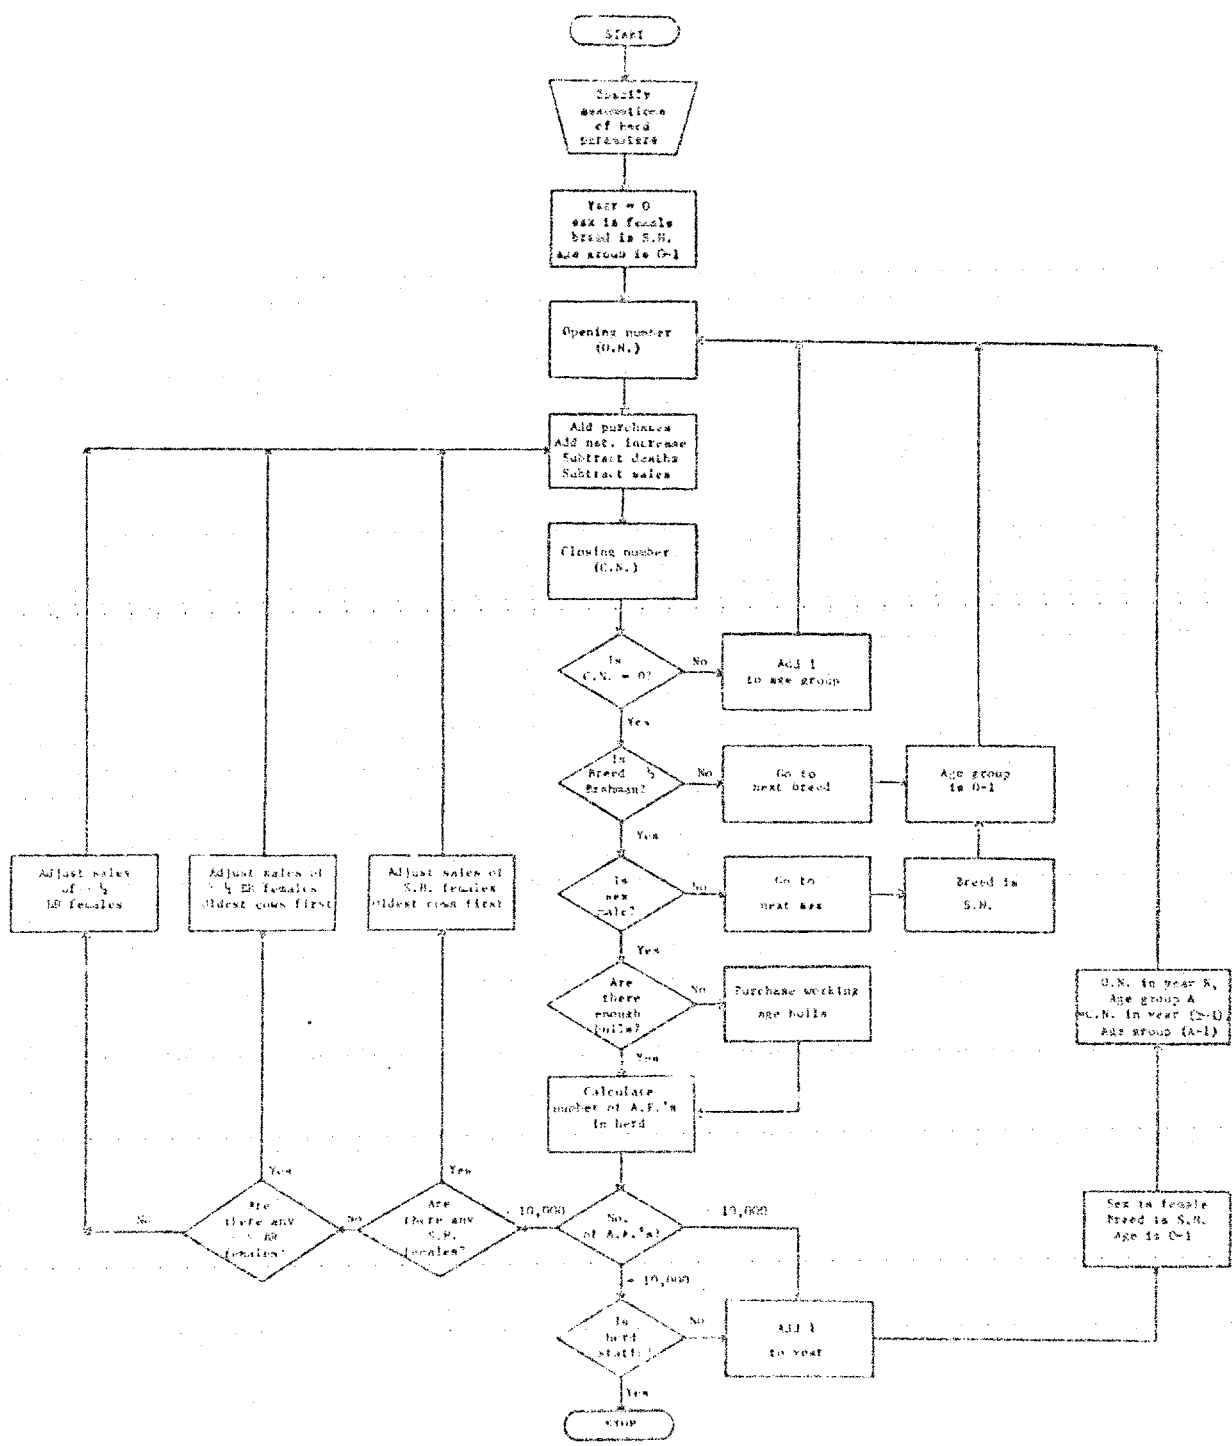 START
Specify
assumptions
of herd
parameters
Year = 0
sex is female
breed is S.H.
age group is 0-1
Opening number
(O.N.)
Add purchases
Add nat. increase
Subtract deaths
Subtract sales
Closing number
(C.N.)
Is
C.N. = 0?
No
Add 1
to age group
Yes
Is
Breed ½
Brahman?
No
Go to
next breed
Age group
is 0-1
Yes
Adjust sales
of ½
BR females
Adjust sales of
½ BR females
Oldest cows first
Adjust sales of
S.H. females
Oldest cows first
Is
sex
male?
No
Go to
next sex
Breed is
S.H.
Yes
Are
there
enough
bulls?
No
Purchase working
age bulls
O.N. in year N,
Age group A
=C.N. in year (N-1),
Age group (A-1)
Yes
Calculate
number of A.E.'s
in herd
Yes
Yes
No
Are
there any
BR
females?
No
Are
there any
S.H.
females?
10,000
No.
of A.E.'s?
10,000
Sex is female
Breed is S.H.
Age is 0-1
= 10,000
Is
herd
static?
No
Add 1
to year
Yes
STOP